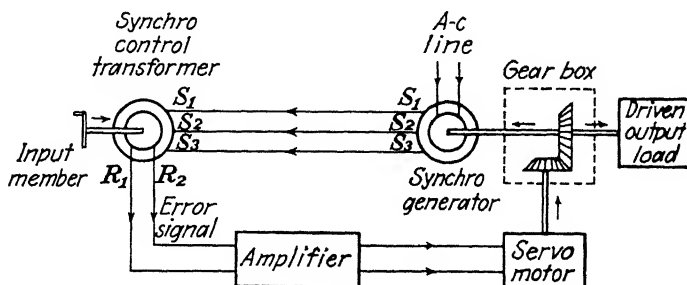 Synchro
control
transformer
A-c
line
Gear box
S1
S2
S3
S1
S2
S3
Driven
output
load
Input
member
R1
R2
Synchro
generator
Error
signal
Amplifier
Servo
motor